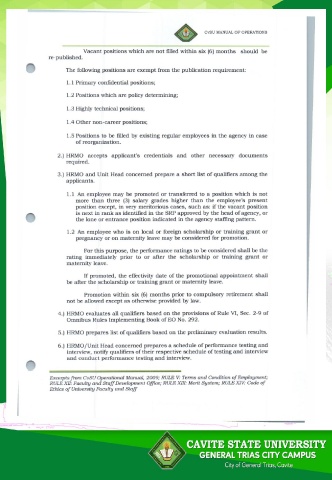 CvSU MANUAL OF OPERATIONS
Vacant positions which are not filled within six (6) months should be
re-published.
The following positions are exempt from the publication requirement:
1.1 Primary confidential positions;
1.2 Positions which are policy determining;
1.3 Highly technical positions;
1.4 Other non-career positions;
1.5 Positions to be filled by existing regular employees in the agency in case
of reorganization.
2.) HRMO accepts applicant's credentials and other necessary documents
required.
3.) HRMO and Unit Head concerned prepare a short list of qualifiers among the
applicants.
1.1 An employee may be promoted or transferred to a position which is not
more than three (3) salary grades higher than the employee's present
position except, in very meritorious cases, such as: if the vacant position
is next in rank as identified in the SRP approved by the head of agency, or
the lone or entrance position indicated in the agency staffing pattern.
1.2 An employee who is on local or foreign scholarship or training grant or
pregnancy or on maternity leave may be considered for promotion.
For this purpose, the performance ratings to be considered shall be the
rating immediately prior to or after the scholarship or training grant or
maternity leave.
If promoted, the effectivity date of the promotional appointment shall
be after the scholarship or training grant or maternity leave.
Promotion within six (6) months prior to compulsory retirement shall
not be allowed except as otherwise provided by law.
4.) HRMO evaluates all qualifiers based on the provisions of Rule VI, Sec. 2-9 of
Omnibus Rules Implementing Book of EO No. 292.
5.) HRMO prepares list of qualifiers based on the preliminary evaluation results.
6.) HRMO/Unit Head concerned prepares a schedule of performance testing and
interview, notify qualifiers of their respective schedule of testing and interview
and conduct performance testing and interview.
Excerpts from CvSU Operational Manual, 2009; RULE V: Terms and Condition of Employment;
RULE XII: Faculty and Staff Development Office; RULE XIII: Merit System; RULE XIV: Code of
Ethics of University Faculty and Staff
CAVITE STATE UNIVERSITY
GENERAL TRIAS CITY CAMPUS
City of General Trias, Cavite